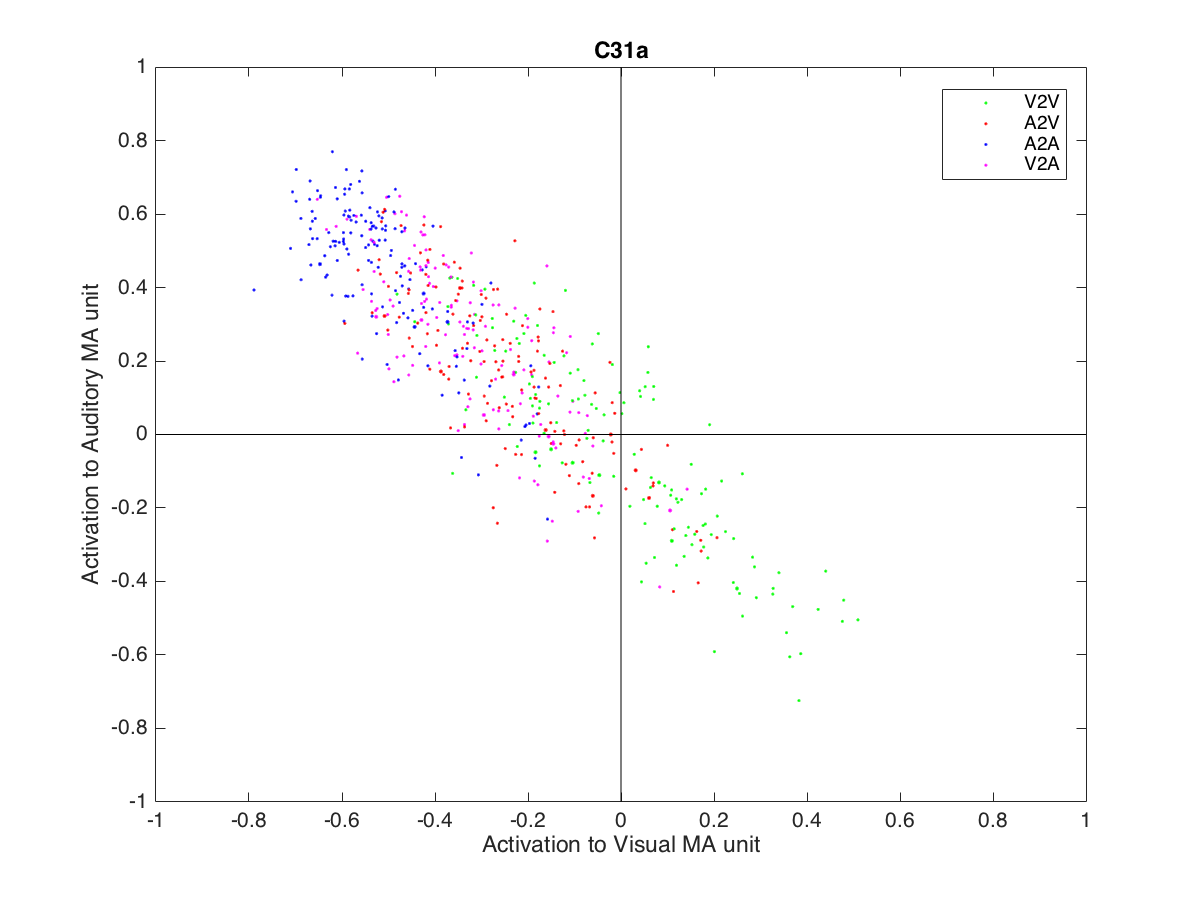 C31a
1
0.8
0.6
0.4
0.2
0
-0.2
-0.4
-0.6
-0.8
-1
Activation to Auditory MA unit
V2V
A2V
A2A
V2A
-1 -0.8 -0.6 -0.4 -0.2 0 0.2 0.4 0.6 0.8 1
Activation to Visual MA unit